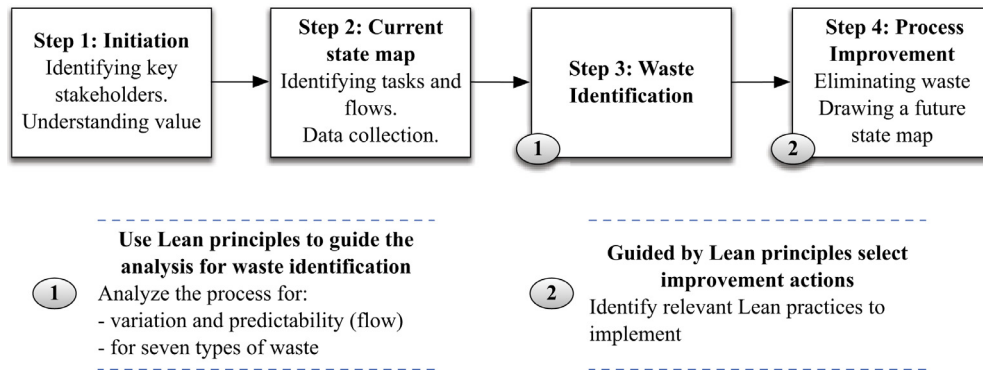 Step 1: Initiation
Identifying key
stakeholders.
Understanding value
Step 2: Current
state map
Identifying tasks and
flows.
Data collection.
Step 3: Waste
Identification
1
Step 4: Process
Improvement
Eliminating waste
Drawing a future
state map
2
Use Lean principles to guide the
analysis for waste identification
1
Analyze the process for:
- variation and predictability (flow)
- for seven types of waste
Guided by Lean principles select
improvement actions
2
Identify relevant Lean practices to
implement